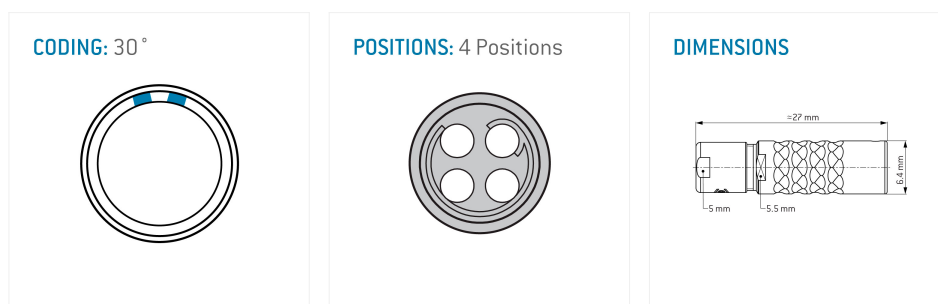 CODING: 30°
POSITIONS: 4 Positions
DIMENSIONS
≈27 mm
6.4 mm
5 mm
5.5 mm